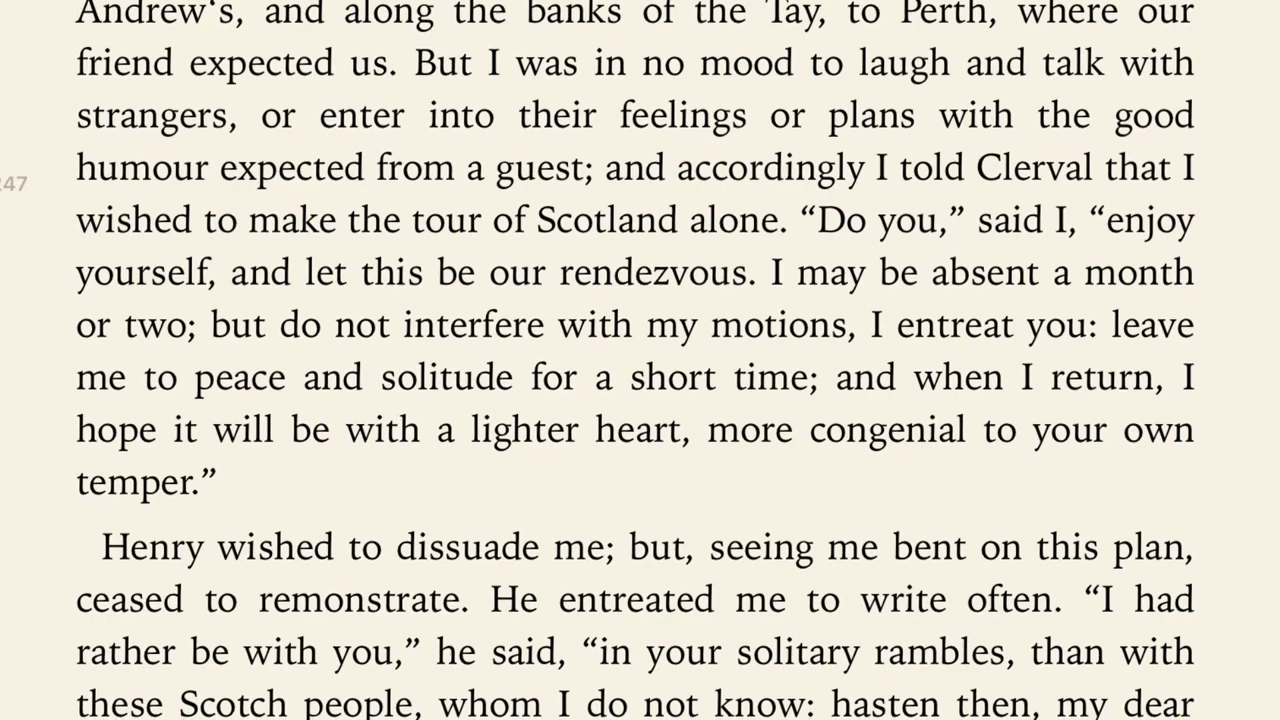 Andrew‘s, and along the banks of the Tay, to Perth, where our
friend expected us. But I was in no mood to laugh and talk with
strangers, or enter into their feelings or plans with the good
humour expected from a guest; and accordingly I told Clerval that I
247
wished to make the tour of Scotland alone. “Do you,” said I, “enjoy
yourself, and let this be our rendezvous. I may be absent a month
or two; but do not interfere with my motions, I entreat you: leave
me to peace and solitude for a short time; and when I return, I
hope it will be with a lighter heart, more congenial to your own
temper.”
Henry wished to dissuade me; but, seeing me bent on this plan,
ceased to remonstrate. He entreated me to write often. “I had
rather be with you,” he said, “in your solitary rambles, than with
these Scotch people, whom I do not know: hasten then, my dear